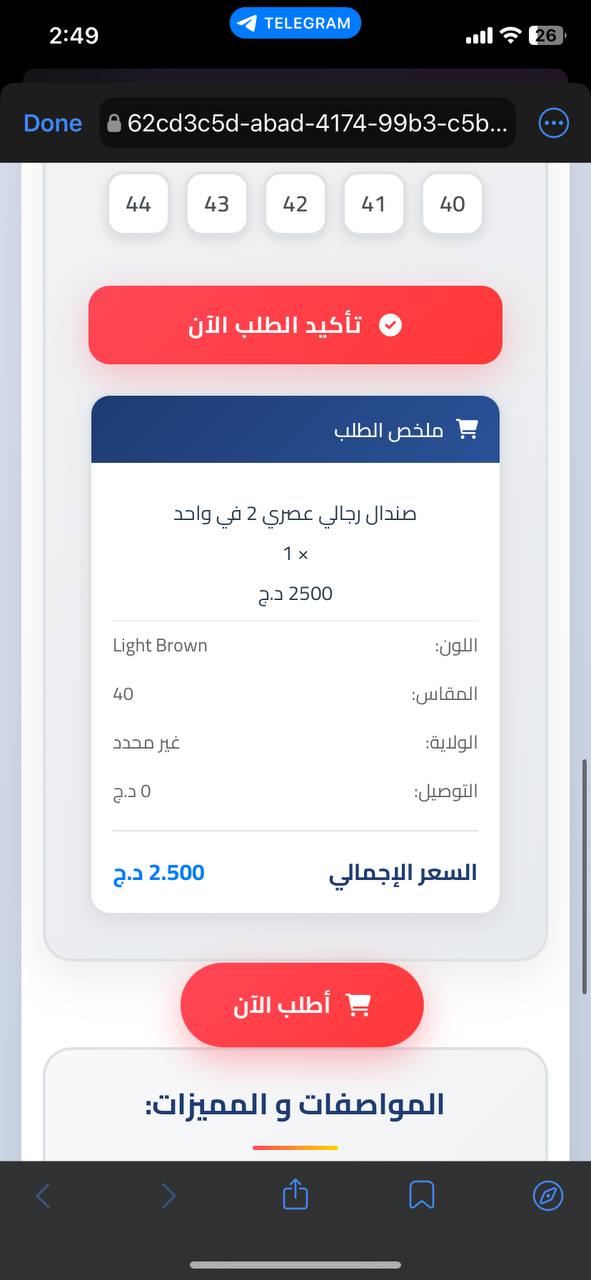 2:49
TELEGRAM
26
Done
62cd3c5d-abad-4174-99b3-c5b...
40 41 42 43 44
تأكيد الطلب الآن
ملخص الطلب
صندال رجالي عصري 2 في واحد
× 1
2500 د.ج
اللون: Light Brown
المقاس: 40
الولاية: غير محدد
التوصيل: 0 د.ج
السعر الإجمالي 2.500 د.ج
أطلب الآن
المواصفات و المميزات: